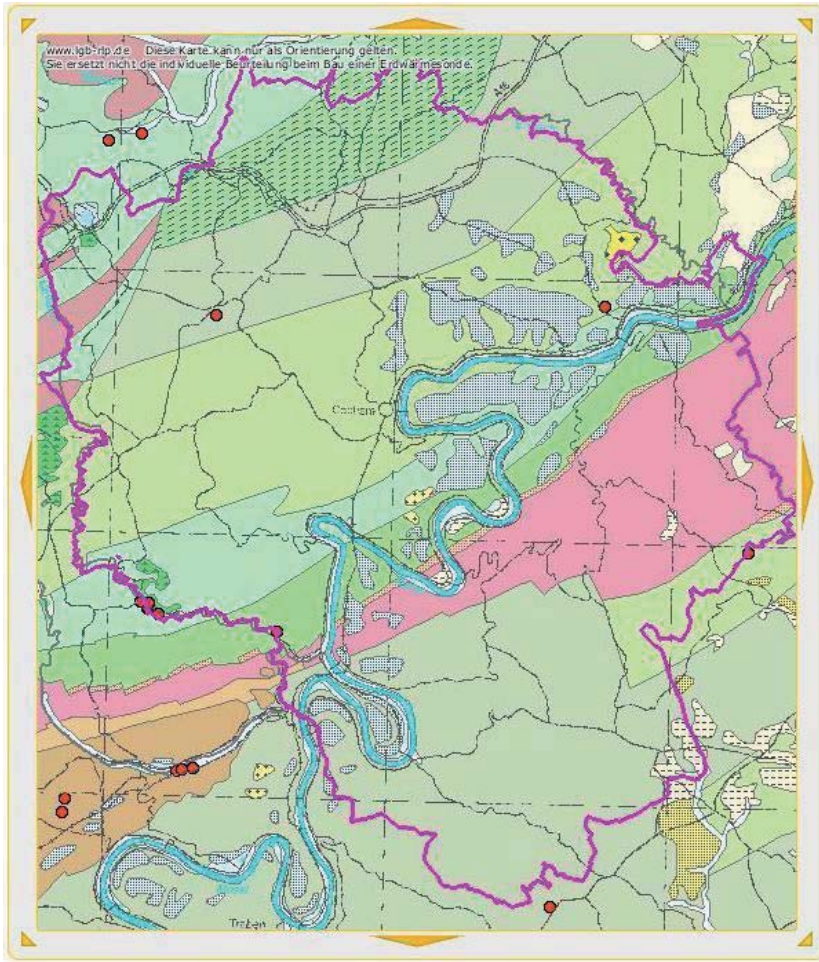 www.lgb-rlp.de Diese Karte kann nur als Orientierung gelten.
Sie ersetzt nicht die individuelle Beurteilung beim Bau einer Erdwärmesonde.
Cochem
Traben